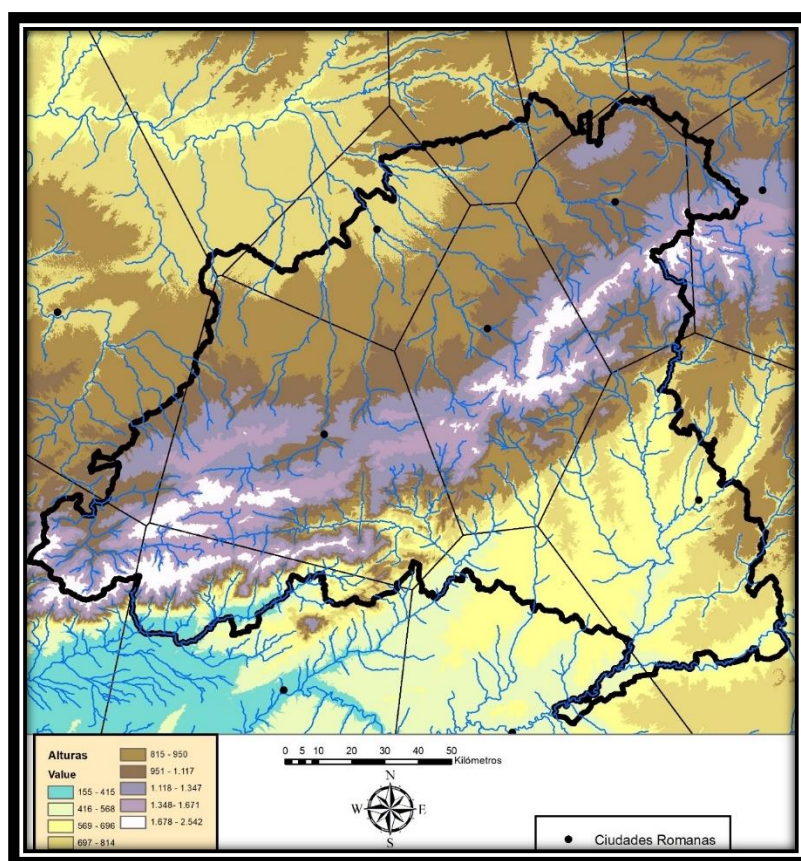 Alturas
Value
155 - 415
416 - 568
569 - 696
697 - 814
815 - 950
951 - 1.117
1.118 - 1.347
1.348- 1.671
1.678 - 2.542
0 5 10 20 30 40 50
Kilómetros
N
W E
S
Ciudades Romanas